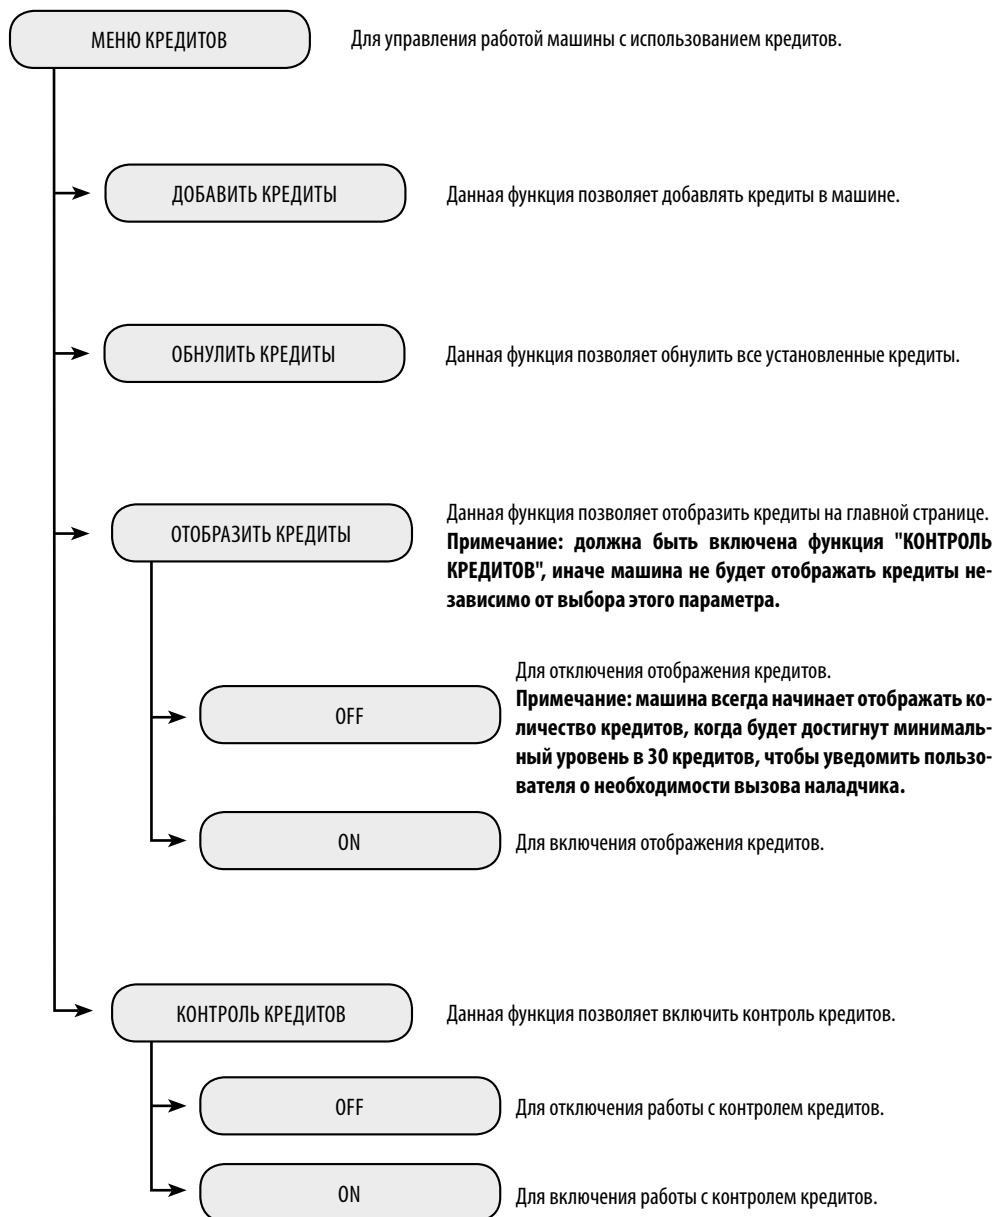 МЕНЮ КРЕДИТОВ
Для управления работой машины с использованием кредитов.
ДОБАВИТЬ КРЕДИТЫ
Данная функция позволяет добавлять кредиты в машине.
ОБНУЛИТЬ КРЕДИТЫ
Данная функция позволяет обнулить все установленные кредиты.
ОТОБРАЗИТЬ КРЕДИТЫ
Данная функция позволяет отобразить кредиты на главной странице.
Примечание: должна быть включена функция "КОНТРОЛЬ
КРЕДИТОВ", иначе машина не будет отображать кредиты не-
зависимо от выбора этого параметра.
OFF
Для отключения отображения кредитов.
Примечание: машина всегда начинает отображать ко-
личество кредитов, когда будет достигнут минималь-
ный уровень в 30 кредитов, чтобы уведомить пользо-
вателя о необходимости вызова наладчика.
ON
Для включения отображения кредитов.
КОНТРОЛЬ КРЕДИТОВ
Данная функция позволяет включить контроль кредитов.
OFF
Для отключения работы с контролем кредитов.
ON
Для включения работы с контролем кредитов.